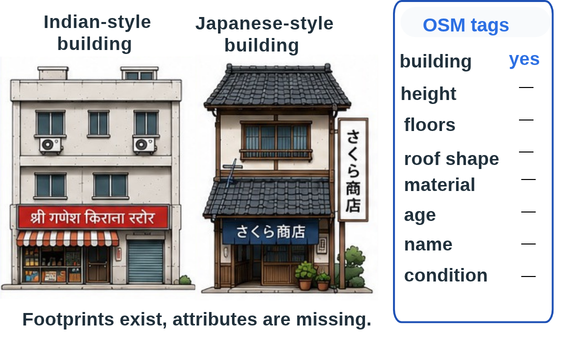 Indian-style
building
Japanese-style
building
श्री गणेश किराना स्टोर
さくら商店
さくら商店
OSM tags
building yes
height —
floors —
roof shape —
material —
age —
name —
condition —
Footprints exist, attributes are missing.